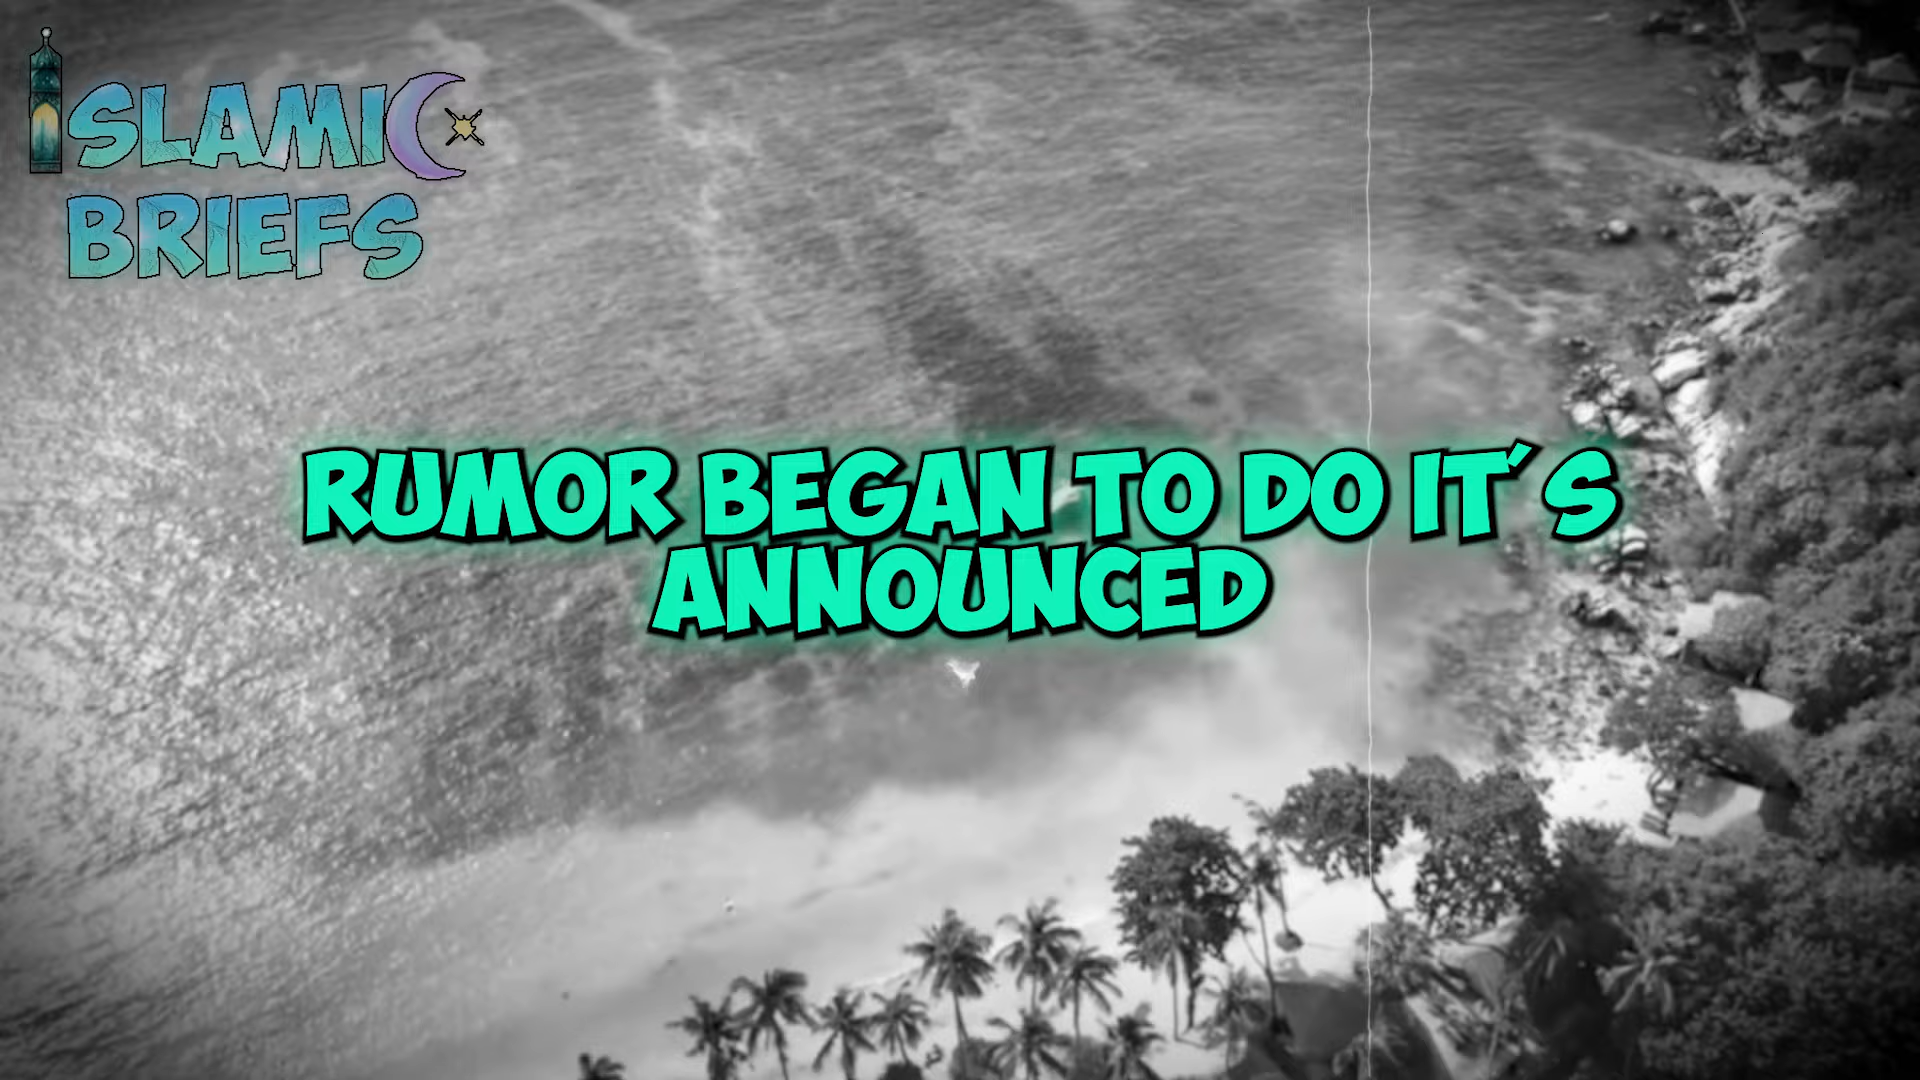 ISLAMIC
BRIEFS
RUMOR BEGAN TO DO IT'S
ANNOUNCED